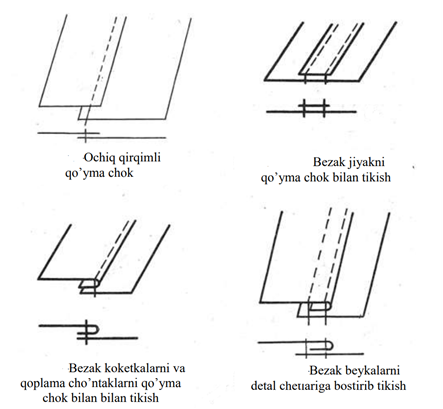 Ochiq qirqimli
qo'yma chok
Bezak jiyakni
qo'yma chok bilan tikish
Bezak koketkalarni va
qoplama cho'ntaklarni qo'yma
chok bilan bilan tikish
Bezak beykalarni
detal cheuariga bostirib tikish